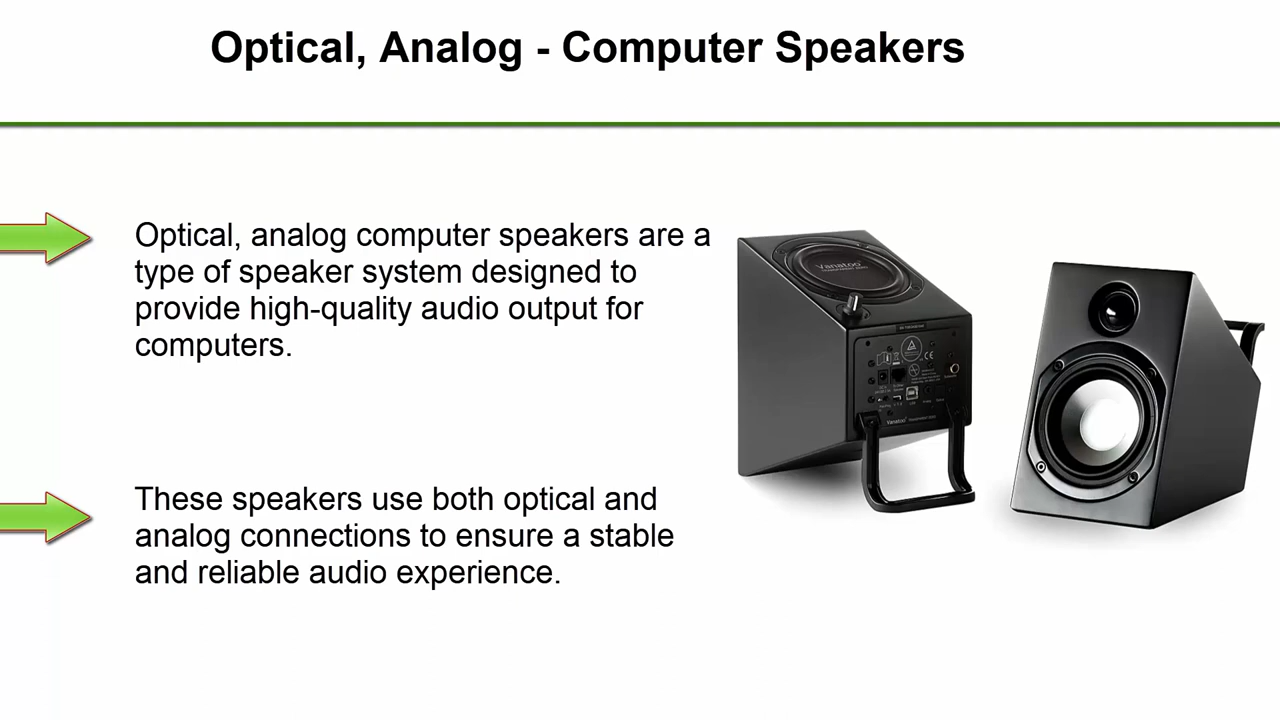 Optical, Analog - Computer Speakers
Optical, analog computer speakers are a
type of speaker system designed to
provide high-quality audio output for
computers.
These speakers use both optical and
analog connections to ensure a stable
and reliable audio experience.
Vanatoo
Vanatoo